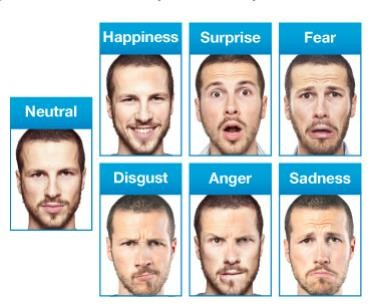 Happiness
Surprise
Fear
Neutral
Disgust
Anger
Sadness